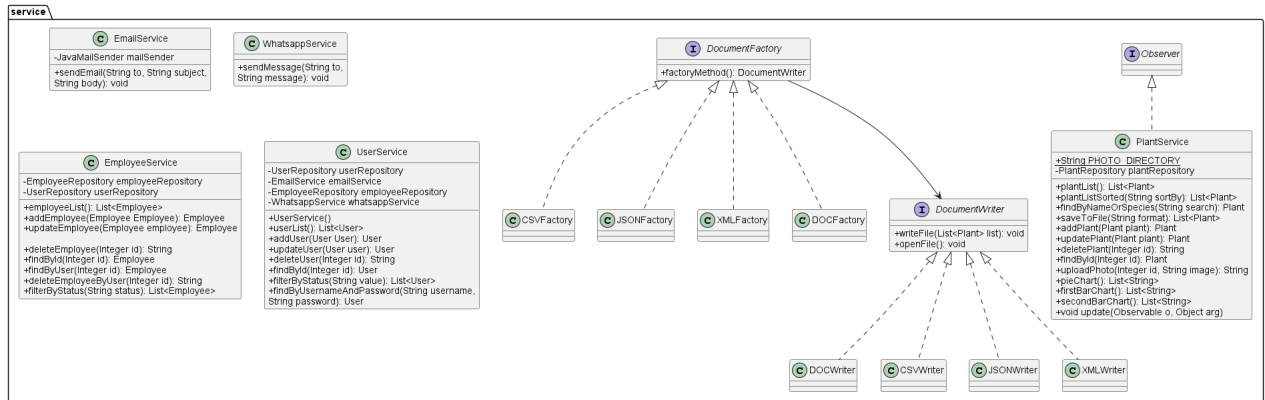 service
C EmailService
-JavaMailSender mailSender
+sendEmail(String to, String subject,
String body): void
C WhatsappService
+sendMessage(String to,
String message): void
I DocumentFactory
+factoryMethod(): DocumentWriter
I Observer
C EmployeeService
-EmployeeRepository employeeRepository
-UserRepository userRepository
+employeeList(): List<Employee>
+addEmployee(Employee Employee): Employee
+updateEmployee(Employee employee): Employee
+deleteEmployee(Integer id): String
+findById(Integer id): Employee
+findByUser(Integer id): Employee
+deleteEmployeeByUser(Integer id): String
+filterByStatus(String status): List<Employee>
C UserService
-UserRepository userRepository
-EmailService emailService
-EmployeeRepository employeeRepository
-WhatsappService whatsappService
+UserService()
+userList(): List<User>
+addUser(User User): User
+updateUser(User user): User
+deleteUser(Integer id): String
+findById(Integer id): User
+filterByStatus(String value): List<User>
+findByUsernameAndPassword(String username,
String password): User
C CSVFactory
C JSONFactory
C XMLFactory
C DOCFactory
I DocumentWriter
+writeFile(List<Plant> list): void
+openFile(): void
C PlantService
+String PHOTO_DIRECTORY
-PlantRepository plantRepository
+plantList(): List<Plant>
+plantListSorted(String sortBy): List<Plant>
+findByNameOrSpecies(String search): Plant
+saveToFile(String format): List<Plant>
+addPlant(Plant plant): Plant
+updatePlant(Plant plant): Plant
+deletePlant(Integer id): String
+findById(Integer id): Plant
+uploadPhoto(Integer id, String image): String
+pieChart(): List<String>
+firstBarChart(): List<String>
+secondBarChart(): List<String>
+void update(Observable o, Object arg)
C DOCWriter
C CSVWriter
C JSONWriter
C XMLWriter